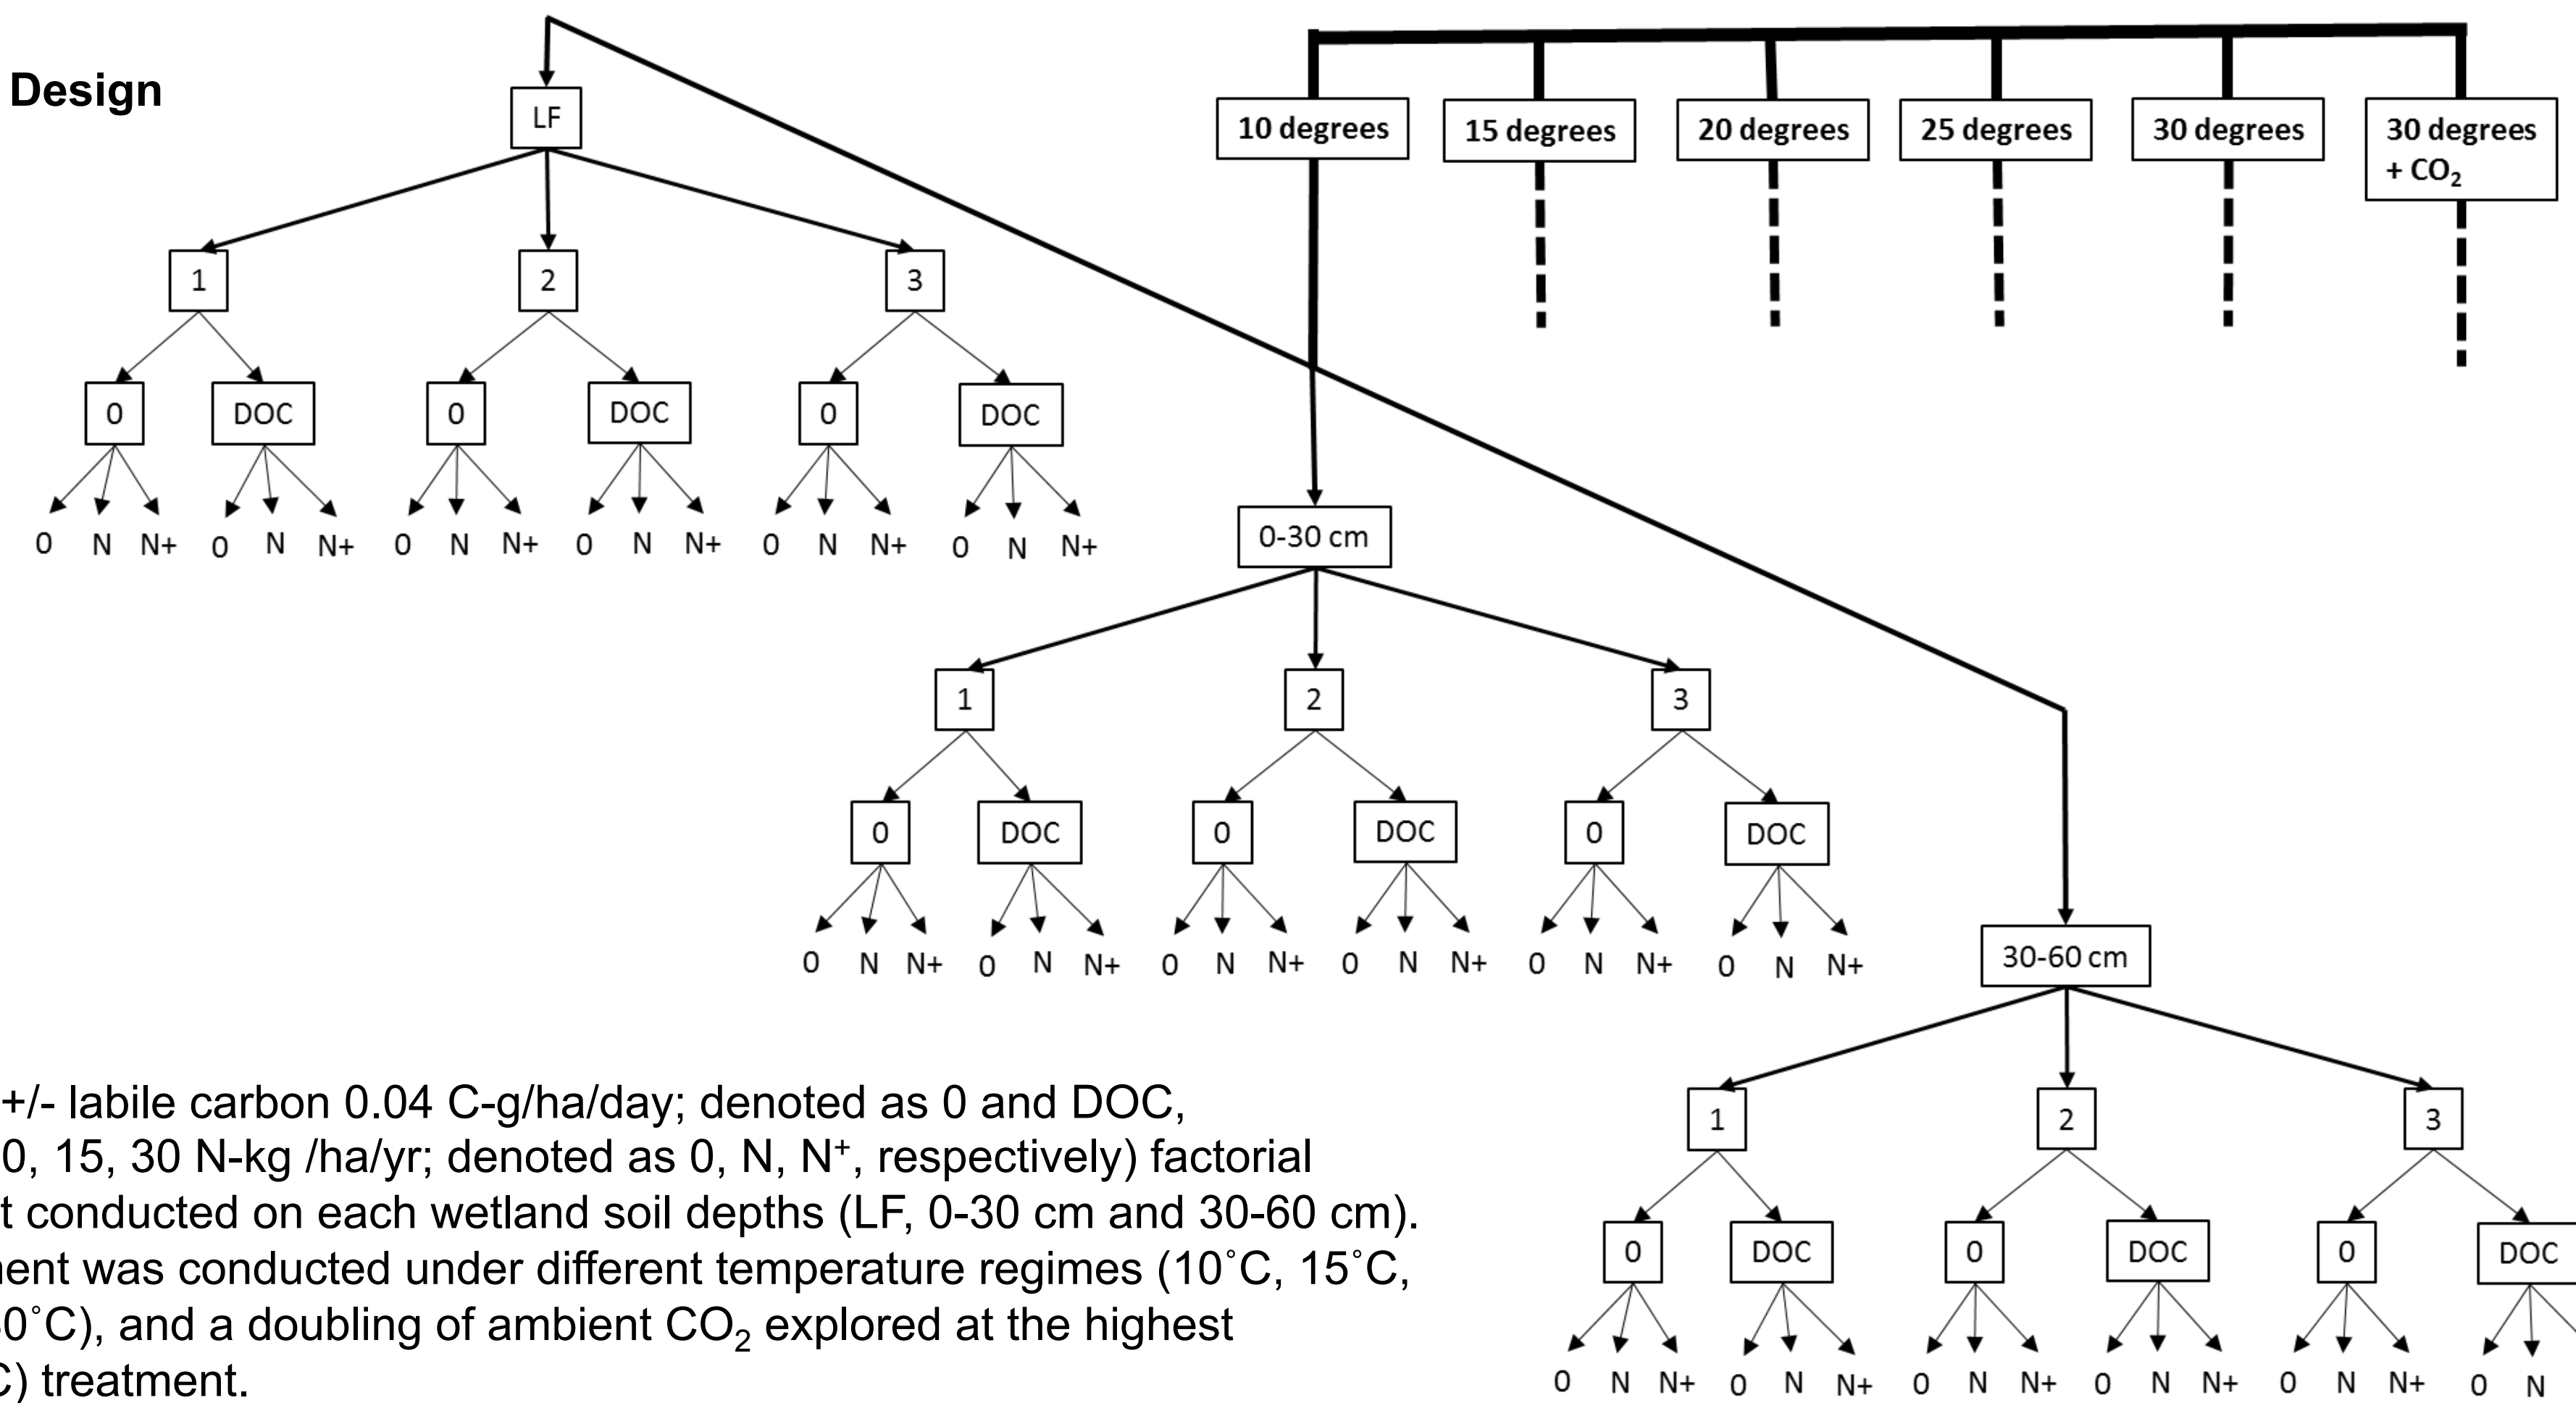 Design
LF
10 degrees 15 degrees 20 degrees 25 degrees 30 degrees 30 degrees
+ CO₂
1 2 3
0 DOC 0 DOC 0 DOC
0 N N+ 0 N N+ 0 N N+ 0 N N+ 0 N N+ 0 N N+
0-30 cm
1 2 3
0 DOC 0 DOC 0 DOC
0 N N+ 0 N N+ 0 N N+ 0 N N+ 0 N N+ 0 N N+
30-60 cm
1 2 3
0 DOC 0 DOC 0 DOC
0 N N+ 0 N N+ 0 N N+ 0 N N+ 0 N N+ 0 N
+/- labile carbon 0.04 C-g/ha/day; denoted as 0 and DOC,
0, 15, 30 N-kg /ha/yr; denoted as 0, N, N⁺, respectively) factorial
t conducted on each wetland soil depths (LF, 0-30 cm and 30-60 cm).
ent was conducted under different temperature regimes (10˚C, 15˚C,
0˚C), and a doubling of ambient CO₂ explored at the highest
C) treatment.